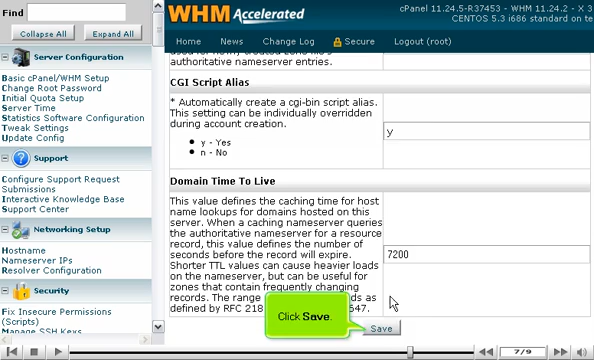 Find
Collapse All
Expand All
WHM Accelerated
cPanel 11.24.5-R37453 - WHM 11.24.2 - X 3
CENTOS 5.3 i686 standard on te
Home
News
Change Log
Secure
Logout (root)
Server Configuration
Basic cPanel/WHM Setup
Change Root Password
Initial Quota Setup
Server Time
Statistics Software Configuration
Tweak Settings
Update Config
Support
Configure Support Request
Submissions
Interactive Knowledge Base
Support Center
Networking Setup
Hostname
Nameserver IPs
Resolver Configuration
Security
Fix Insecure Permissions
(Scripts)
Manage SSH Keys
authoritative nameserver entries.
CGI Script Alias
* Automatically create a cgi-bin script alias.
This setting can be individually overridden
during account creation.
y - Yes
n - No
y
Domain Time To Live
This value defines the caching time for host
name lookups for domains hosted on this
server. When a caching nameserver queries
the authoritative nameserver for a resource
record, this value defines the number of
seconds before the record will expire.
Shorter TTL values can cause heavier loads
on the nameserver, but can be useful for
zones that contain frequently changing
records. The range ds as
defined by RFC 218 647.
7200
Click Save.
Save
7/9